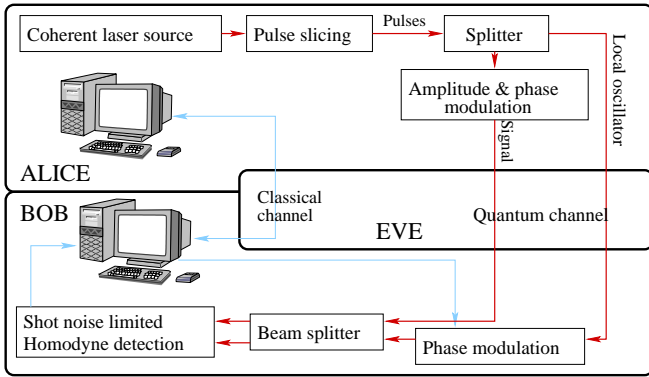 Coherent laser source
Pulse slicing
Pulses
Splitter
Local oscillator
Amplitude & phase
modulation
Signal
ALICE
Classical
channel
Quantum channel
EVE
BOB
Shot noise limited
Homodyne detection
Beam splitter
Phase modulation